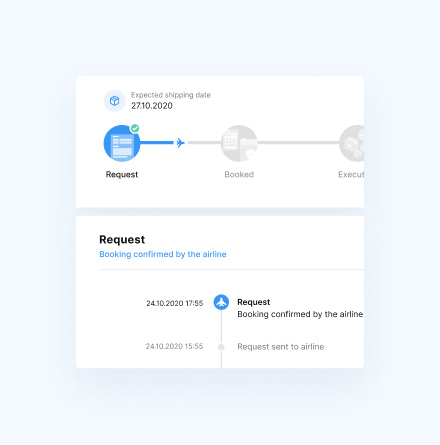 Expected shipping date
27.10.2020
Request
Booked
Execut
Request
Booking confirmed by the airline
24.10.2020 17:55
Request
Booking confirmed by the airline
24.10.2020 15:55
Request sent to airline